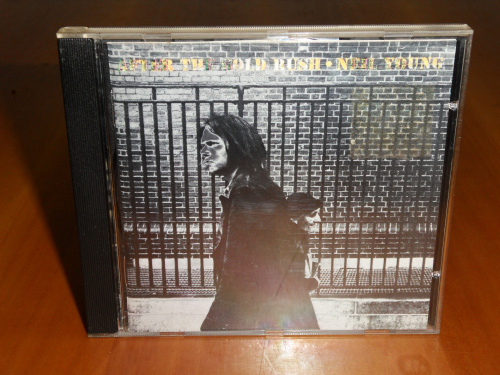 AFTER THE GOLD RUSH • NEIL YOUNG